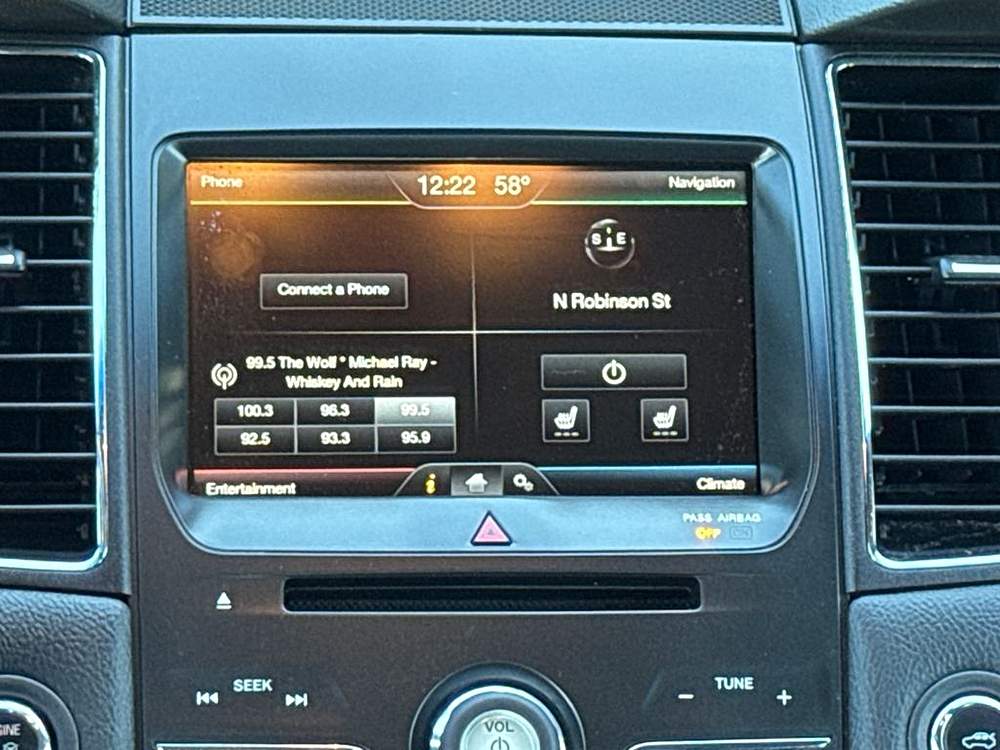 Phone
12:22 58°
Navigation
S E
Connect a Phone
N Robinson St
99.5 The Wolf * Michael Ray -
Whiskey And Rain
100.3 96.3 99.5
92.5 93.3 95.9
Entertainment
i
Climate
PASS AIRBAG
OFF ON
SEEK
TUNE
VOL